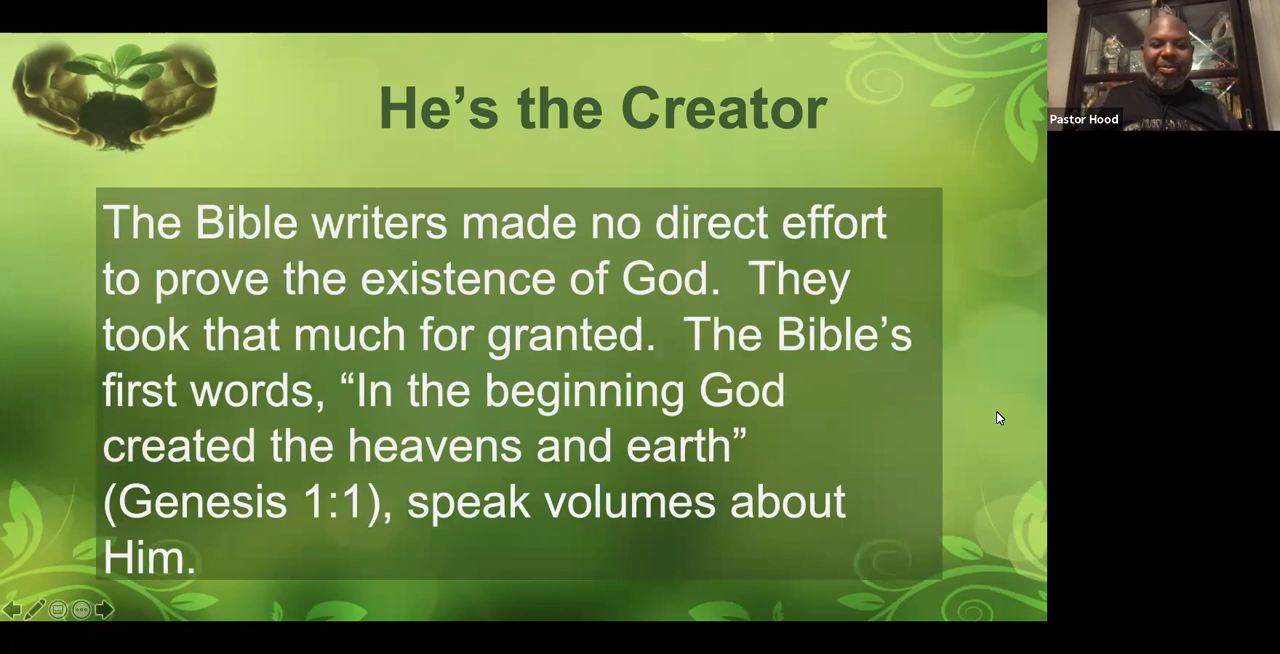 He’s the Creator
The Bible writers made no direct effort
to prove the existence of God.  They
took that much for granted.  The Bible’s
first words, “In the beginning God
created the heavens and earth”
(Genesis 1:1), speak volumes about
Him.
Pastor Hood